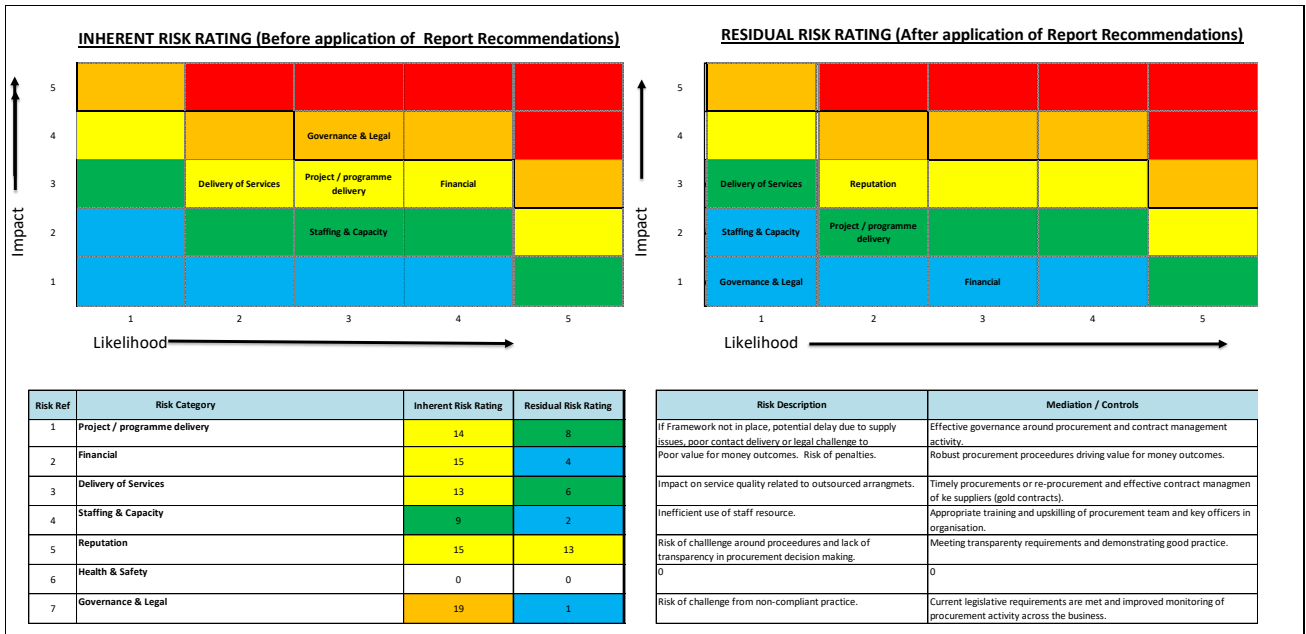 INHERENT RISK RATING (Before application of  Report Recommendations)
5
4
Governance & Legal
3
Delivery of Services
Project / programme
delivery
Financial
2
Staffing & Capacity
1
Impact
1 2 3 4 5
Likelihood
RESIDUAL RISK RATING (After application of Report Recommendations)
5
4
3
Delivery of Services
Reputation
2
Staffing & Capacity
Project / programme
delivery
1
Governance & Legal
Financial
Impact
1 2 3 4 5
Likelihood
Risk Ref Risk Category Inherent Risk Rating Residual Risk Rating
1 Project / programme delivery 14 8
2 Financial 15 4
3 Delivery of Services 13 6
4 Staffing & Capacity 9 2
5 Reputation 15 13
6 Health & Safety 0 0
7 Governance & Legal 19 1
Risk Description Mediation / Controls
If Framework not in place, potential delay due to supply
issues, poor contact delivery or legal challenge to
Effective governance around procurement and contract management
activity.
Poor value for money outcomes.  Risk of penalties.
Robust procurement proceedures driving value for money outcomes.
Impact on service quality related to outsourced arrangmets.
Timely procurements or re-procurement and effective contract managmen
of ke suppliers (gold contracts).
Inefficient use of staff resource.
Appropriate training and upskilling of procurement team and key officers in
organisation.
Risk of challlenge around proceedures and lack of
transparency in procurement decision making.
Meeting transparenty requirements and demonstrating good practice.
0
0
Risk of challenge from non-compliant practice.
Current legislative requirements are met and improved monitoring of
procurement activity across the business.